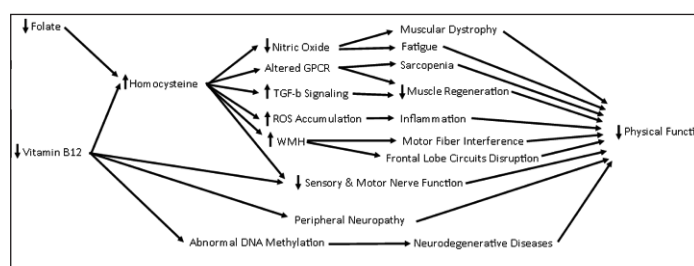 ↓Folate
↑Homocysteine
↓Vitamin B12
↓Nitric Oxide
Altered GPCR
↑TGF-b Signaling
↑ROS Accumulation
↑WMH
↓Sensory & Motor Nerve Function
Peripheral Neuropathy
Abnormal DNA Methylation
Muscular Dystrophy
Fatigue
Sarcopenia
↓Muscle Regeneration
Inflammation
Motor Fiber Interference
Frontal Lobe Circuits Disruption
Neurodegenerative Diseases
↓Physical Funct